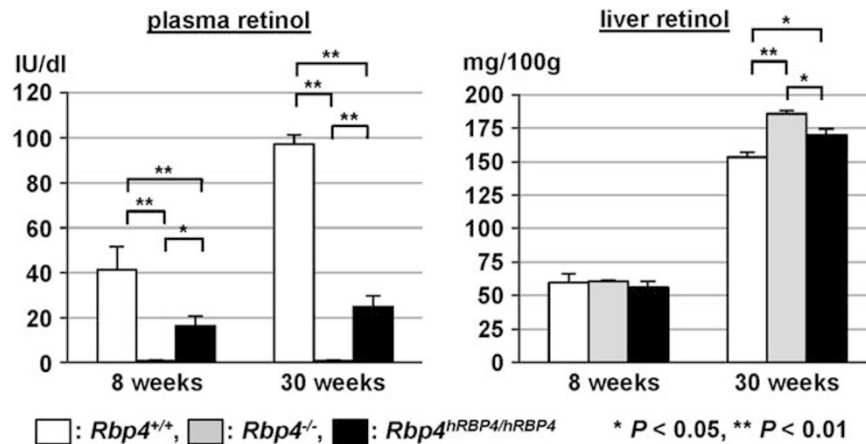 plasma retinol
IU/dl
120
100
80
60
40
20
0
**
**
*
**
**
**
8 weeks
30 weeks
liver retinol
mg/100g
200
175
150
125
100
75
50
25
0
*
**
*
8 weeks
30 weeks
: Rbp4+/+, : Rbp4-/-, : Rbp4hRBP4/hRBP4 * P < 0.05, ** P < 0.01